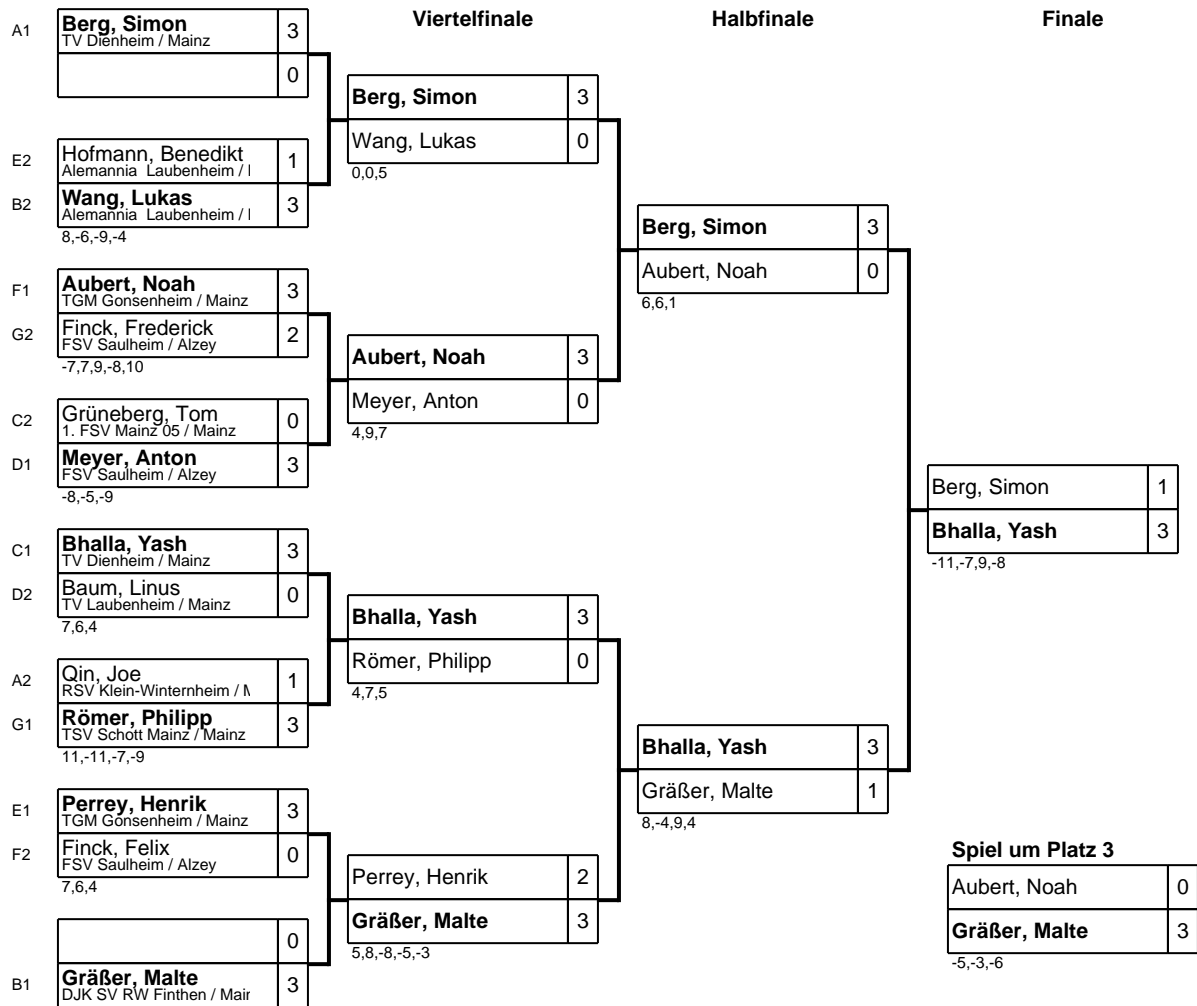 Viertelfinale
Halbfinale
Finale
A1
Berg, Simon
3
TV Dienheim / Mainz
0
E2
Hofmann, Benedikt
1
Alemannia Laubenheim / I
B2
Wang, Lukas
3
Alemannia Laubenheim / I
8,-6,-9,-4
F1
Aubert, Noah
3
TGM Gonsenheim / Mainz
G2
Finck, Frederick
2
FSV Saulheim / Alzey
-7,7,9,-8,10
C2
Grüneberg, Tom
0
1. FSV Mainz 05 / Mainz
D1
Meyer, Anton
3
FSV Saulheim / Alzey
-8,-5,-9
C1
Bhalla, Yash
3
TV Dienheim / Mainz
D2
Baum, Linus
0
TV Laubenheim / Mainz
7,6,4
A2
Qin, Joe
1
RSV Klein-Winternheim / M
G1
Römer, Philipp
3
TSV Schott Mainz / Mainz
11,-11,-7,-9
E1
Perrey, Henrik
3
TGM Gonsenheim / Mainz
F2
Finck, Felix
0
FSV Saulheim / Alzey
7,6,4
0
B1
Gräßer, Malte
3
DJK SV RW Finthen / Mair
Berg, Simon
3
Wang, Lukas
0
0,0,5
Aubert, Noah
3
Meyer, Anton
0
4,9,7
Bhalla, Yash
3
Römer, Philipp
0
4,7,5
Perrey, Henrik
2
Gräßer, Malte
3
5,8,-8,-5,-3
Berg, Simon
3
Aubert, Noah
0
6,6,1
Bhalla, Yash
3
Gräßer, Malte
1
8,-4,9,4
Berg, Simon
1
Bhalla, Yash
3
-11,-7,9,-8
Spiel um Platz 3
Aubert, Noah
0
Gräßer, Malte
3
-5,-3,-6